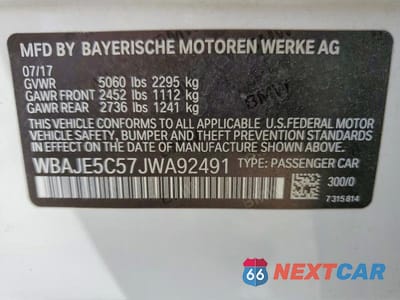 MFD BY BAYERISCHE MOTOREN WERKE AG
07/17
GVWR 5060 lbs 2295 kg
GAWR FRONT 2452 lbs 1112 kg
GAWR REAR 2736 lbs 1241 kg
THIS VEHICLE CONFORMS TO ALL APPLICABLE U.S.FEDERAL MOTOR
VEHICLE SAFETY, BUMPER, AND THEFT PREVENTION STANDARDS IN
EFFECT ON THE DATE OF MANUFACTURE SHOWN ABOVE.
WBAJE5C57JWA92491 TYPE: PASSENGER CAR
300/0
7315814
BMW
66 NEXTCAR